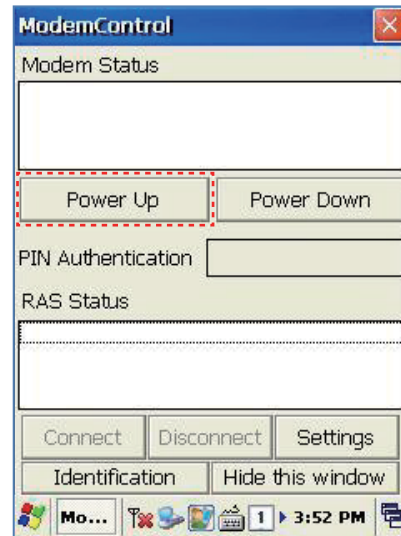 ModemControl
Modem Status
Power Up Power Down
PIN Authentication
RAS Status
Connect Disconnect Settings
Identification Hide this window
Mo... 1 3:52 PM